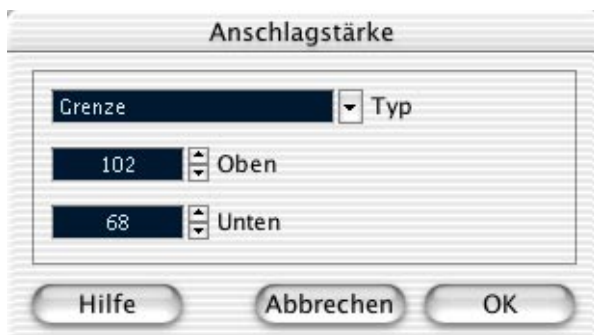 Anschlagstärke
Grenze Typ
102 Oben
68 Unten
Hilfe Abbrechen OK